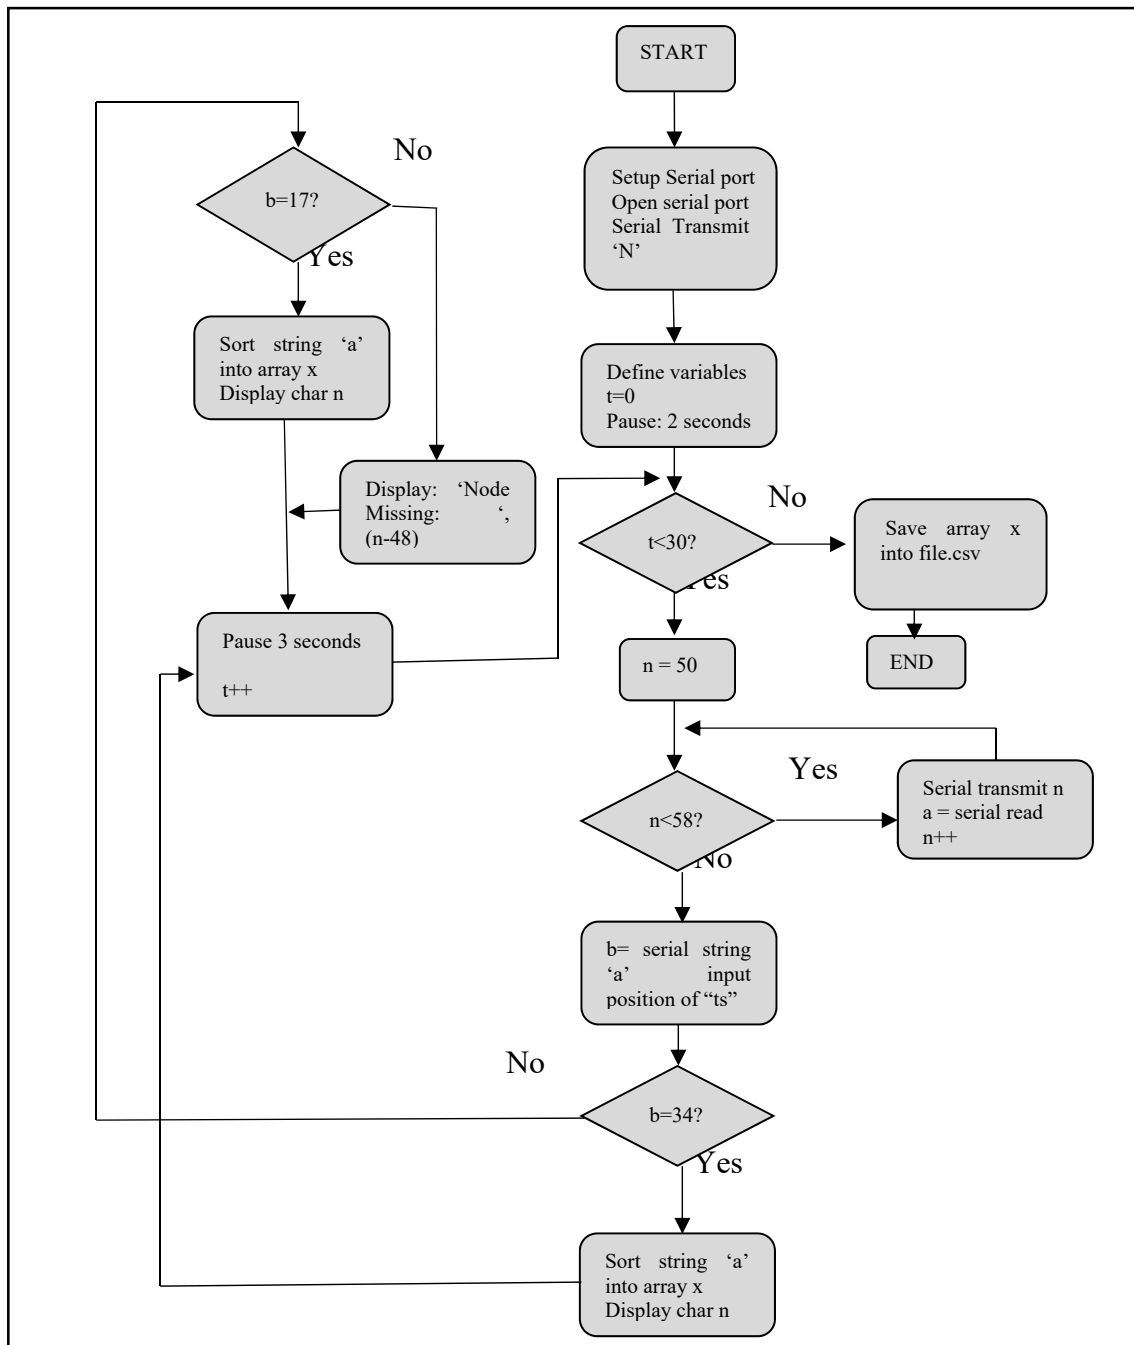 START
No
b=17?
Yes
Setup Serial port
Open serial port
Serial Transmit
‘N’
Sort string ‘a’
into array x
Display char n
Define variables
t=0
Pause: 2 seconds
Display: ‘Node
Missing: ‘,
(n-48)
No
t<30?
Yes
Save array x
into file.csv
END
Pause 3 seconds
t++
n = 50
Yes
n<58?
No
Serial transmit n
a = serial read
n++
b= serial string
‘a’ input
position of “ts”
No
b=34?
Yes
Sort string ‘a’
into array x
Display char n